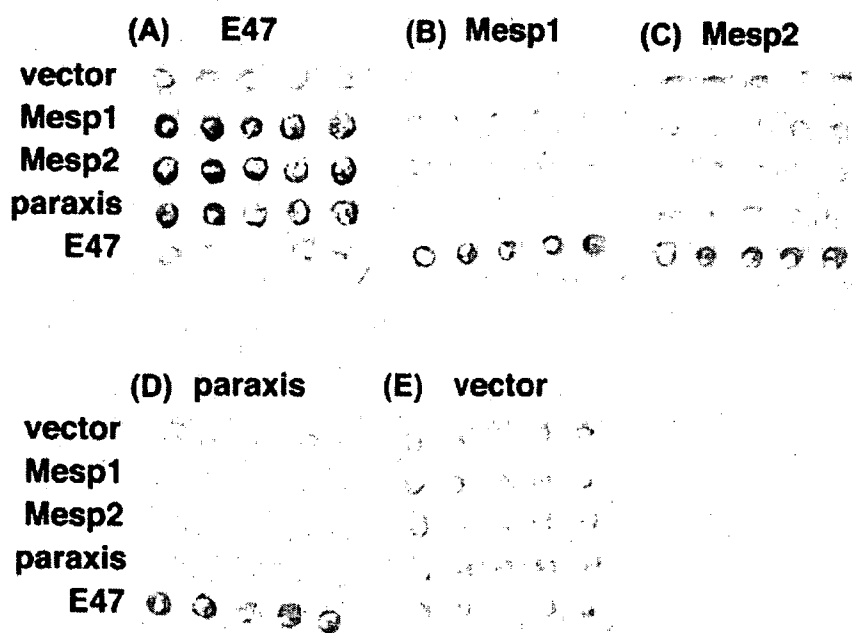 (A) E47 (B) Mesp1 (C) Mesp2
vector
Mesp1
Mesp2
paraxis
E47
(D) paraxis (E) vector
vector
Mesp1
Mesp2
paraxis
E47